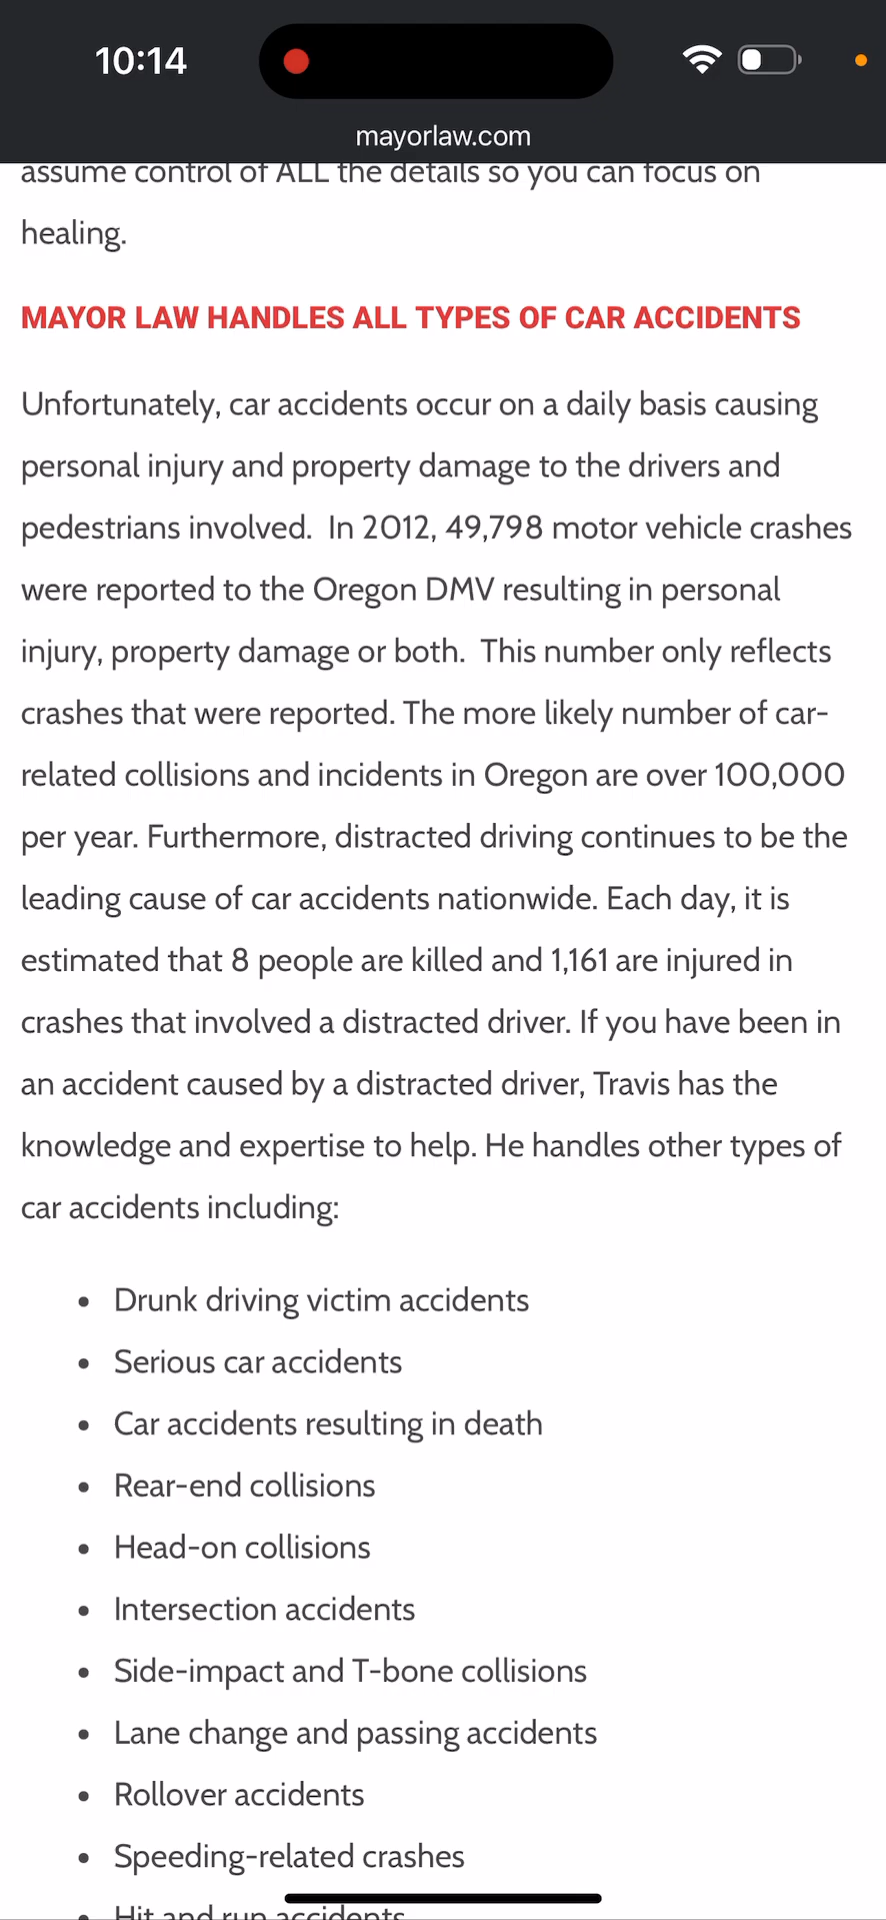 10:14
mayorlaw.com
assume control of ALL the details so you can focus on
healing.
MAYOR LAW HANDLES ALL TYPES OF CAR ACCIDENTS
Unfortunately, car accidents occur on a daily basis causing
personal injury and property damage to the drivers and
pedestrians involved.  In 2012, 49,798 motor vehicle crashes
were reported to the Oregon DMV resulting in personal
injury, property damage or both.  This number only reflects
crashes that were reported. The more likely number of car-
related collisions and incidents in Oregon are over 100,000
per year. Furthermore, distracted driving continues to be the
leading cause of car accidents nationwide. Each day, it is
estimated that 8 people are killed and 1,161 are injured in
crashes that involved a distracted driver. If you have been in
an accident caused by a distracted driver, Travis has the
knowledge and expertise to help. He handles other types of
car accidents including:
• Drunk driving victim accidents
• Serious car accidents
• Car accidents resulting in death
• Rear-end collisions
• Head-on collisions
• Intersection accidents
• Side-impact and T-bone collisions
• Lane change and passing accidents
• Rollover accidents
• Speeding-related crashes
• Hit and run accidents